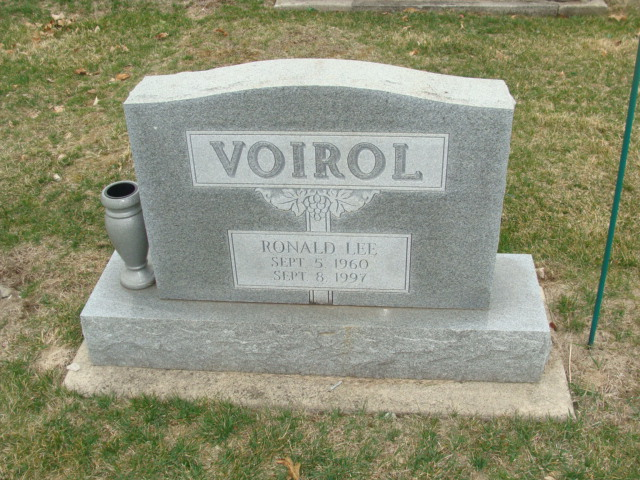 VOIROL
RONALD LEE
SEPT 5 1960
SEPT 8 1997